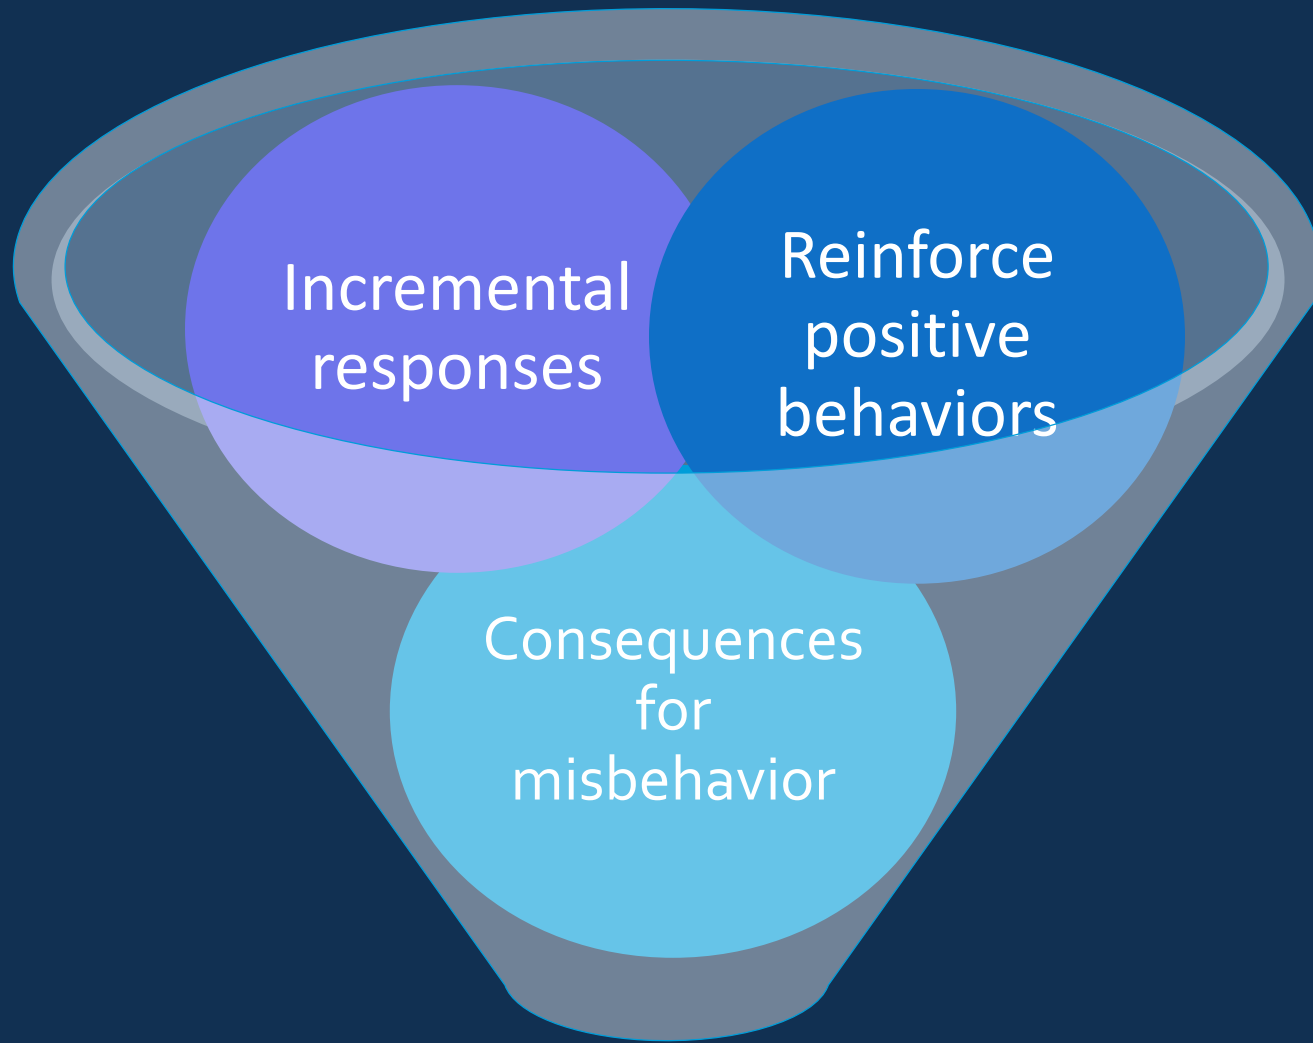 Incremental
responses
Reinforce
positive
behaviors
Consequences
for
misbehavior